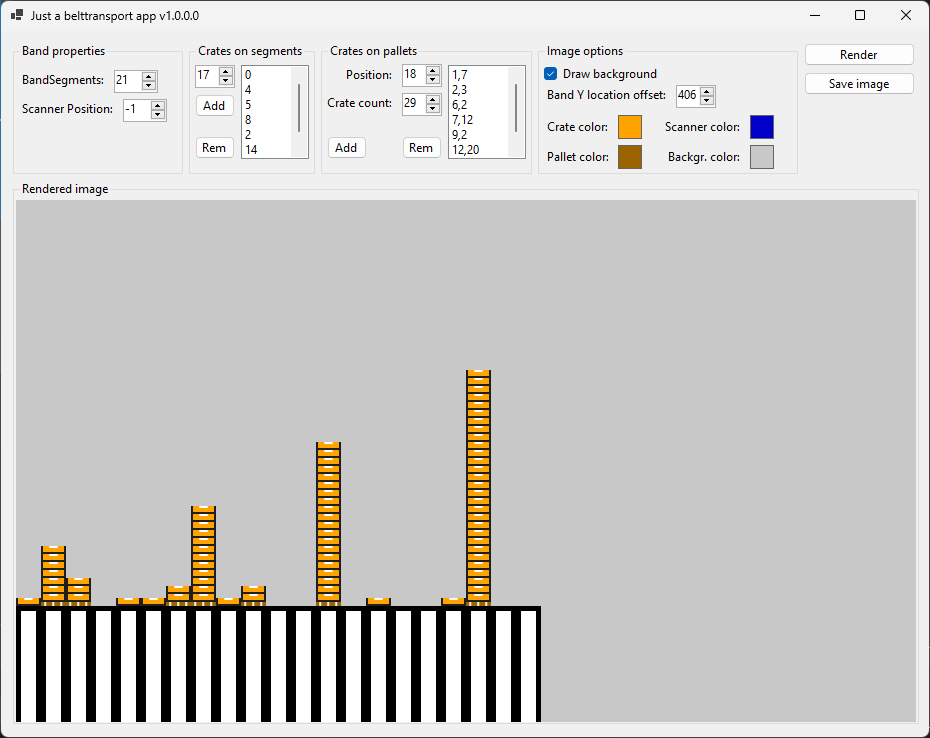 Just a belttransport app v1.0.0.0
Band properties
BandSegments: 21
Scanner Position: -1
Crates on segments
17
Add
Rem
0
4
5
8
2
14
Crates on pallets
Position: 18
Crate count: 29
Add
Rem
1,7
2,3
6,2
7,12
9,2
12,20
Image options
Draw background
Band Y location offset: 406
Crate color:
Scanner color:
Pallet color:
Backgr. color:
Render
Save image
Rendered image